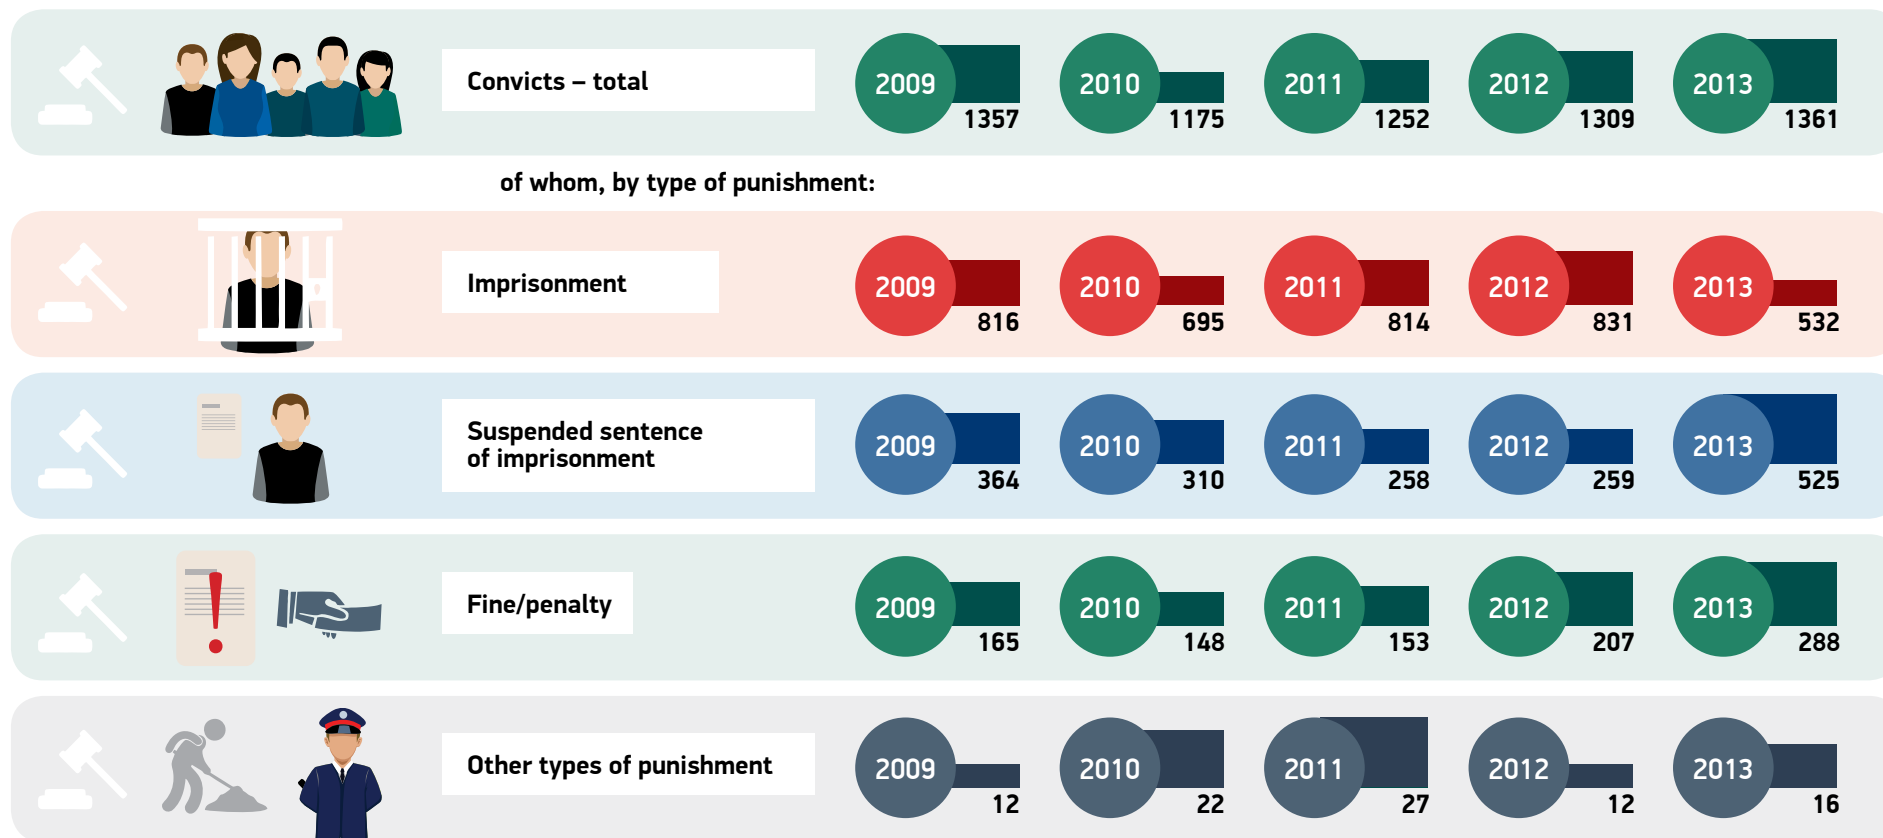 Convicts – total
2009 2010 2011 2012 2013
1357 1175 1252 1309 1361
of whom, by type of punishment:
Imprisonment
2009 2010 2011 2012 2013
816 695 814 831 532
Suspended sentence
of imprisonment
2009 2010 2011 2012 2013
364 310 258 259 525
Fine/penalty
2009 2010 2011 2012 2013
165 148 153 207 288
Other types of punishment
2009 2010 2011 2012 2013
12 22 27 12 16